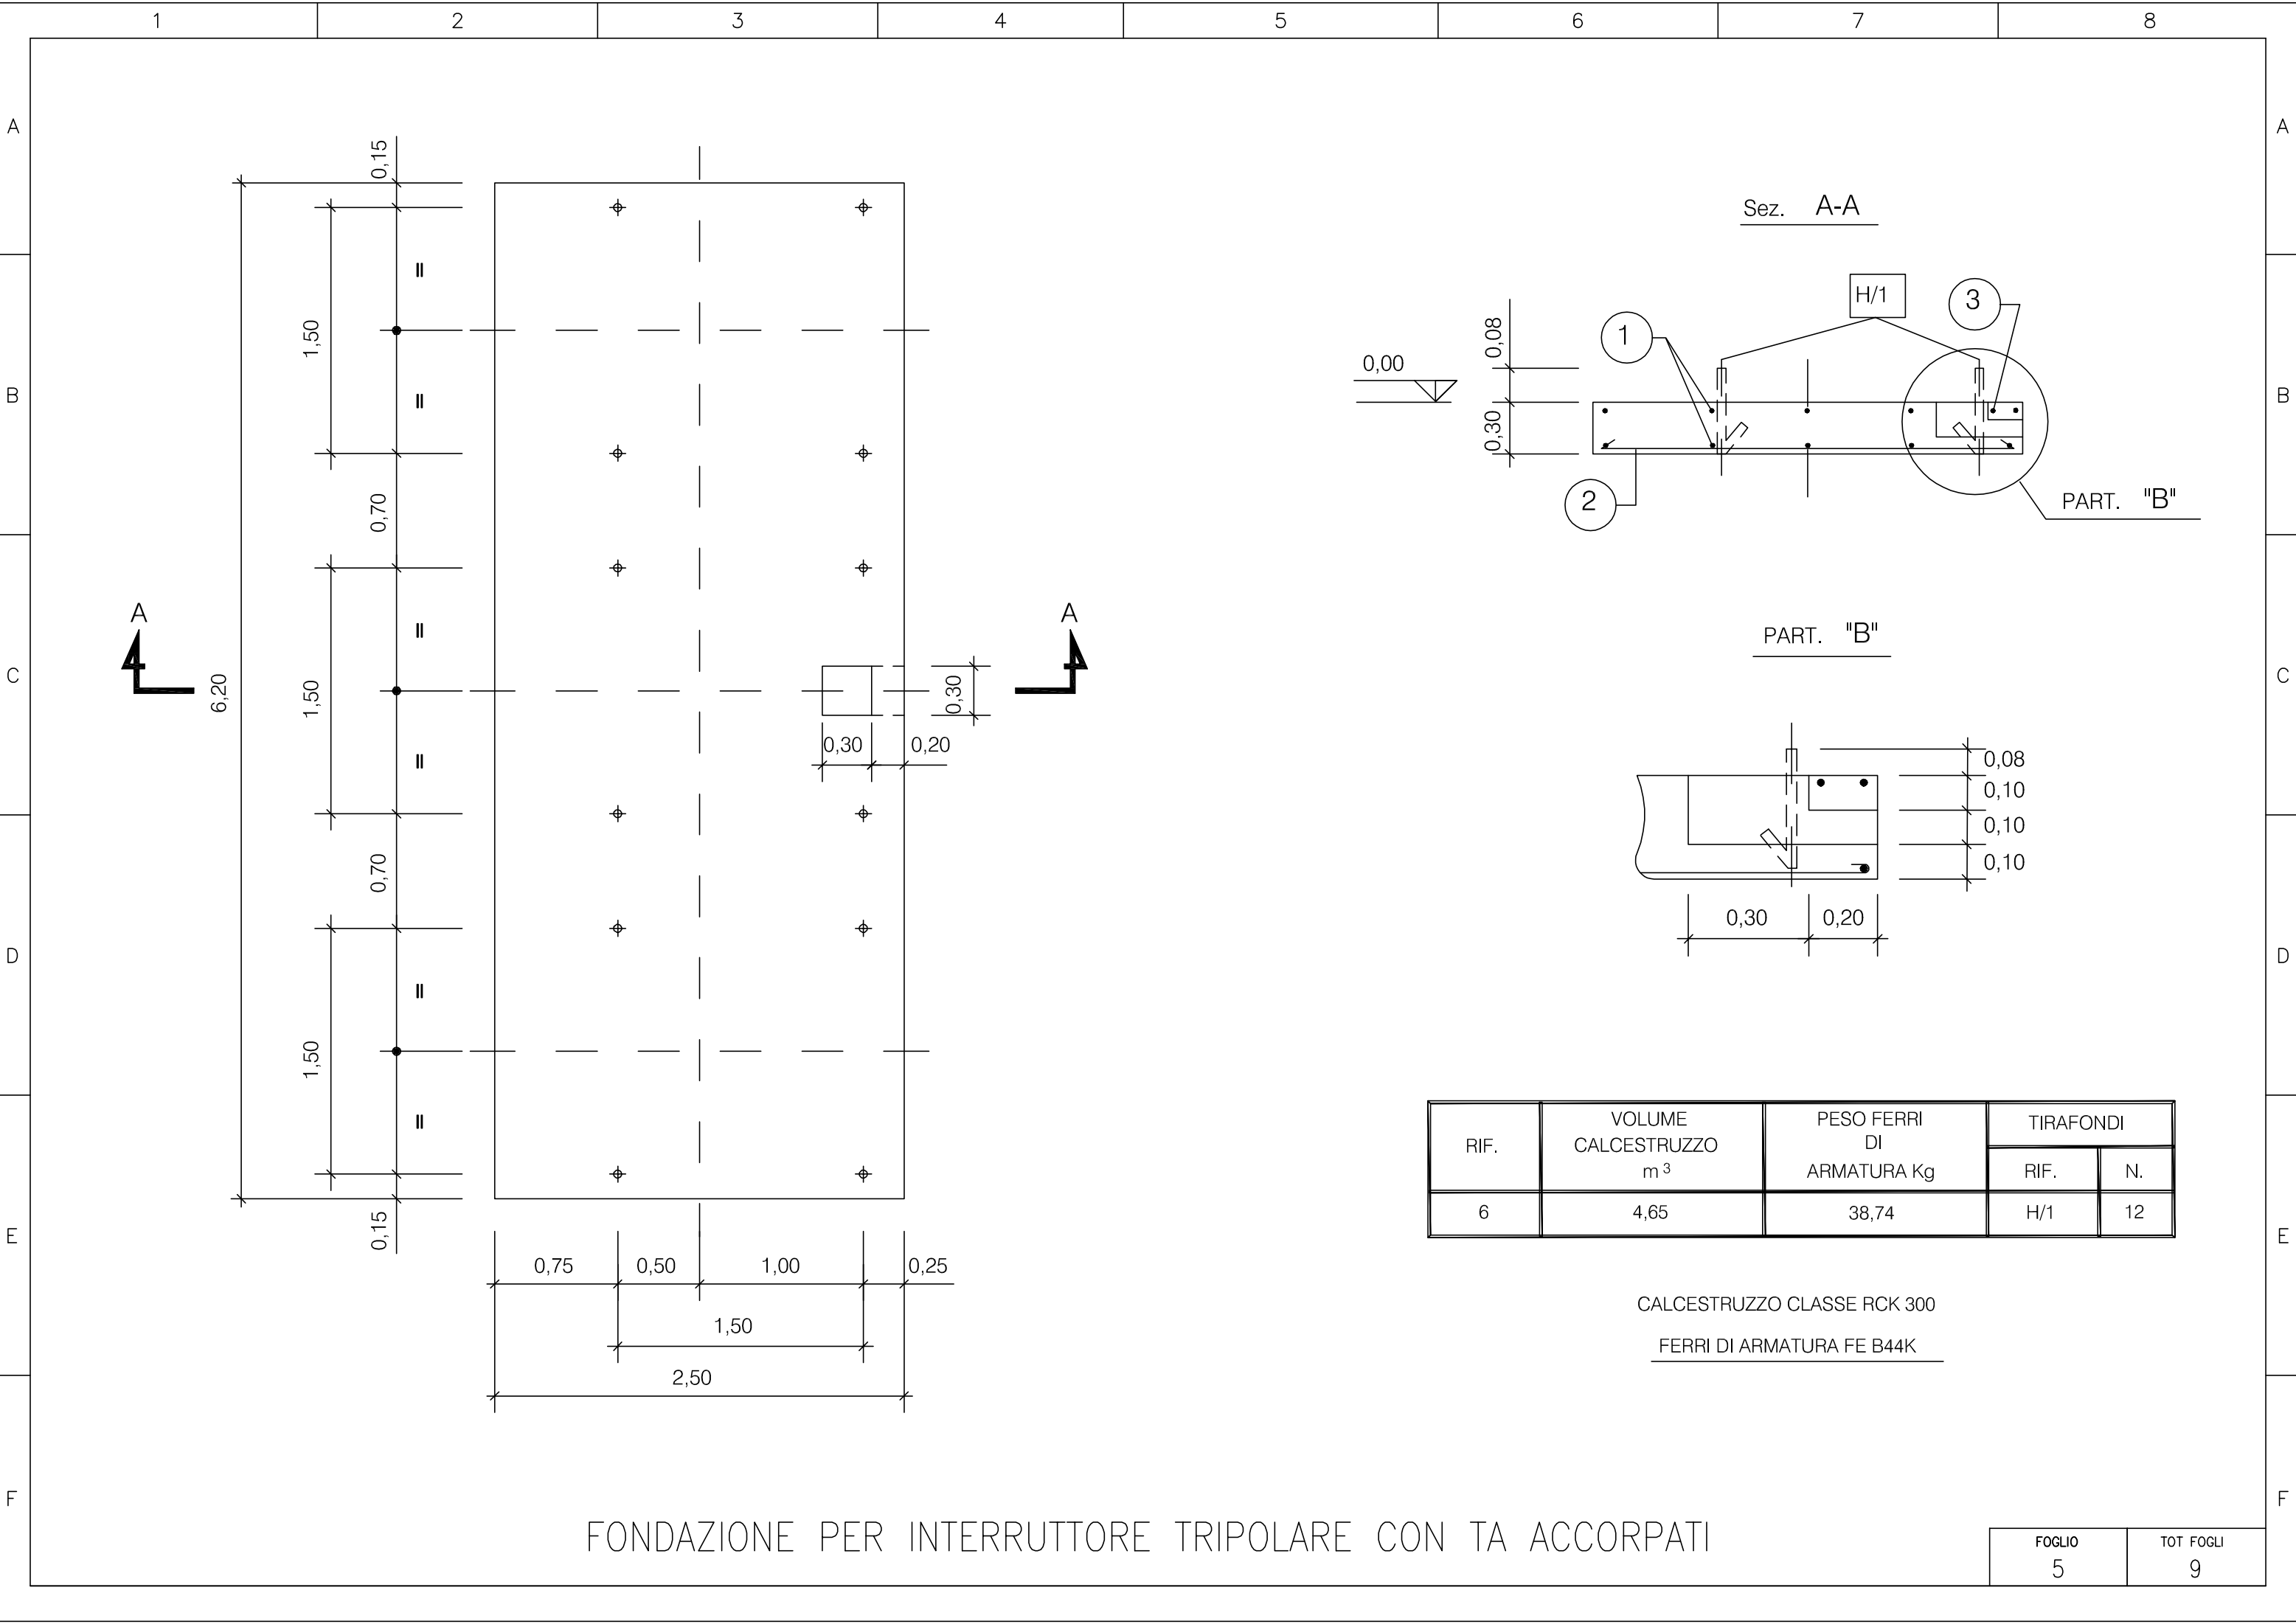 1 2 3 4 5 6 7 8
A A
B B
C C
D D
E E
F F
0,15
1,50
0,70
6,20
1,50
0,70
1,50
0,15
= = = = = =
A A
0,30
0,30 0,20
0,75 0,50 1,00 0,25
1,50
2,50
Sez. A-A
H/1
3
1
0,00
0,08
0,30
2
PART. "B"
PART. "B"
0,08
0,10
0,10
0,10
0,30 0,20
RIF. VOLUME CALCESTRUZZO m 3 PESO FERRI DI ARMATURA Kg TIRAFONDI
RIF. N.
6 4,65 38,74 H/1 12
CALCESTRUZZO CLASSE RCK 300
FERRI DI ARMATURA FE B44K
FONDAZIONE PER INTERRUTTORE TRIPOLARE CON TA ACCORPATI
FOGLIO TOT FOGLI
5 9